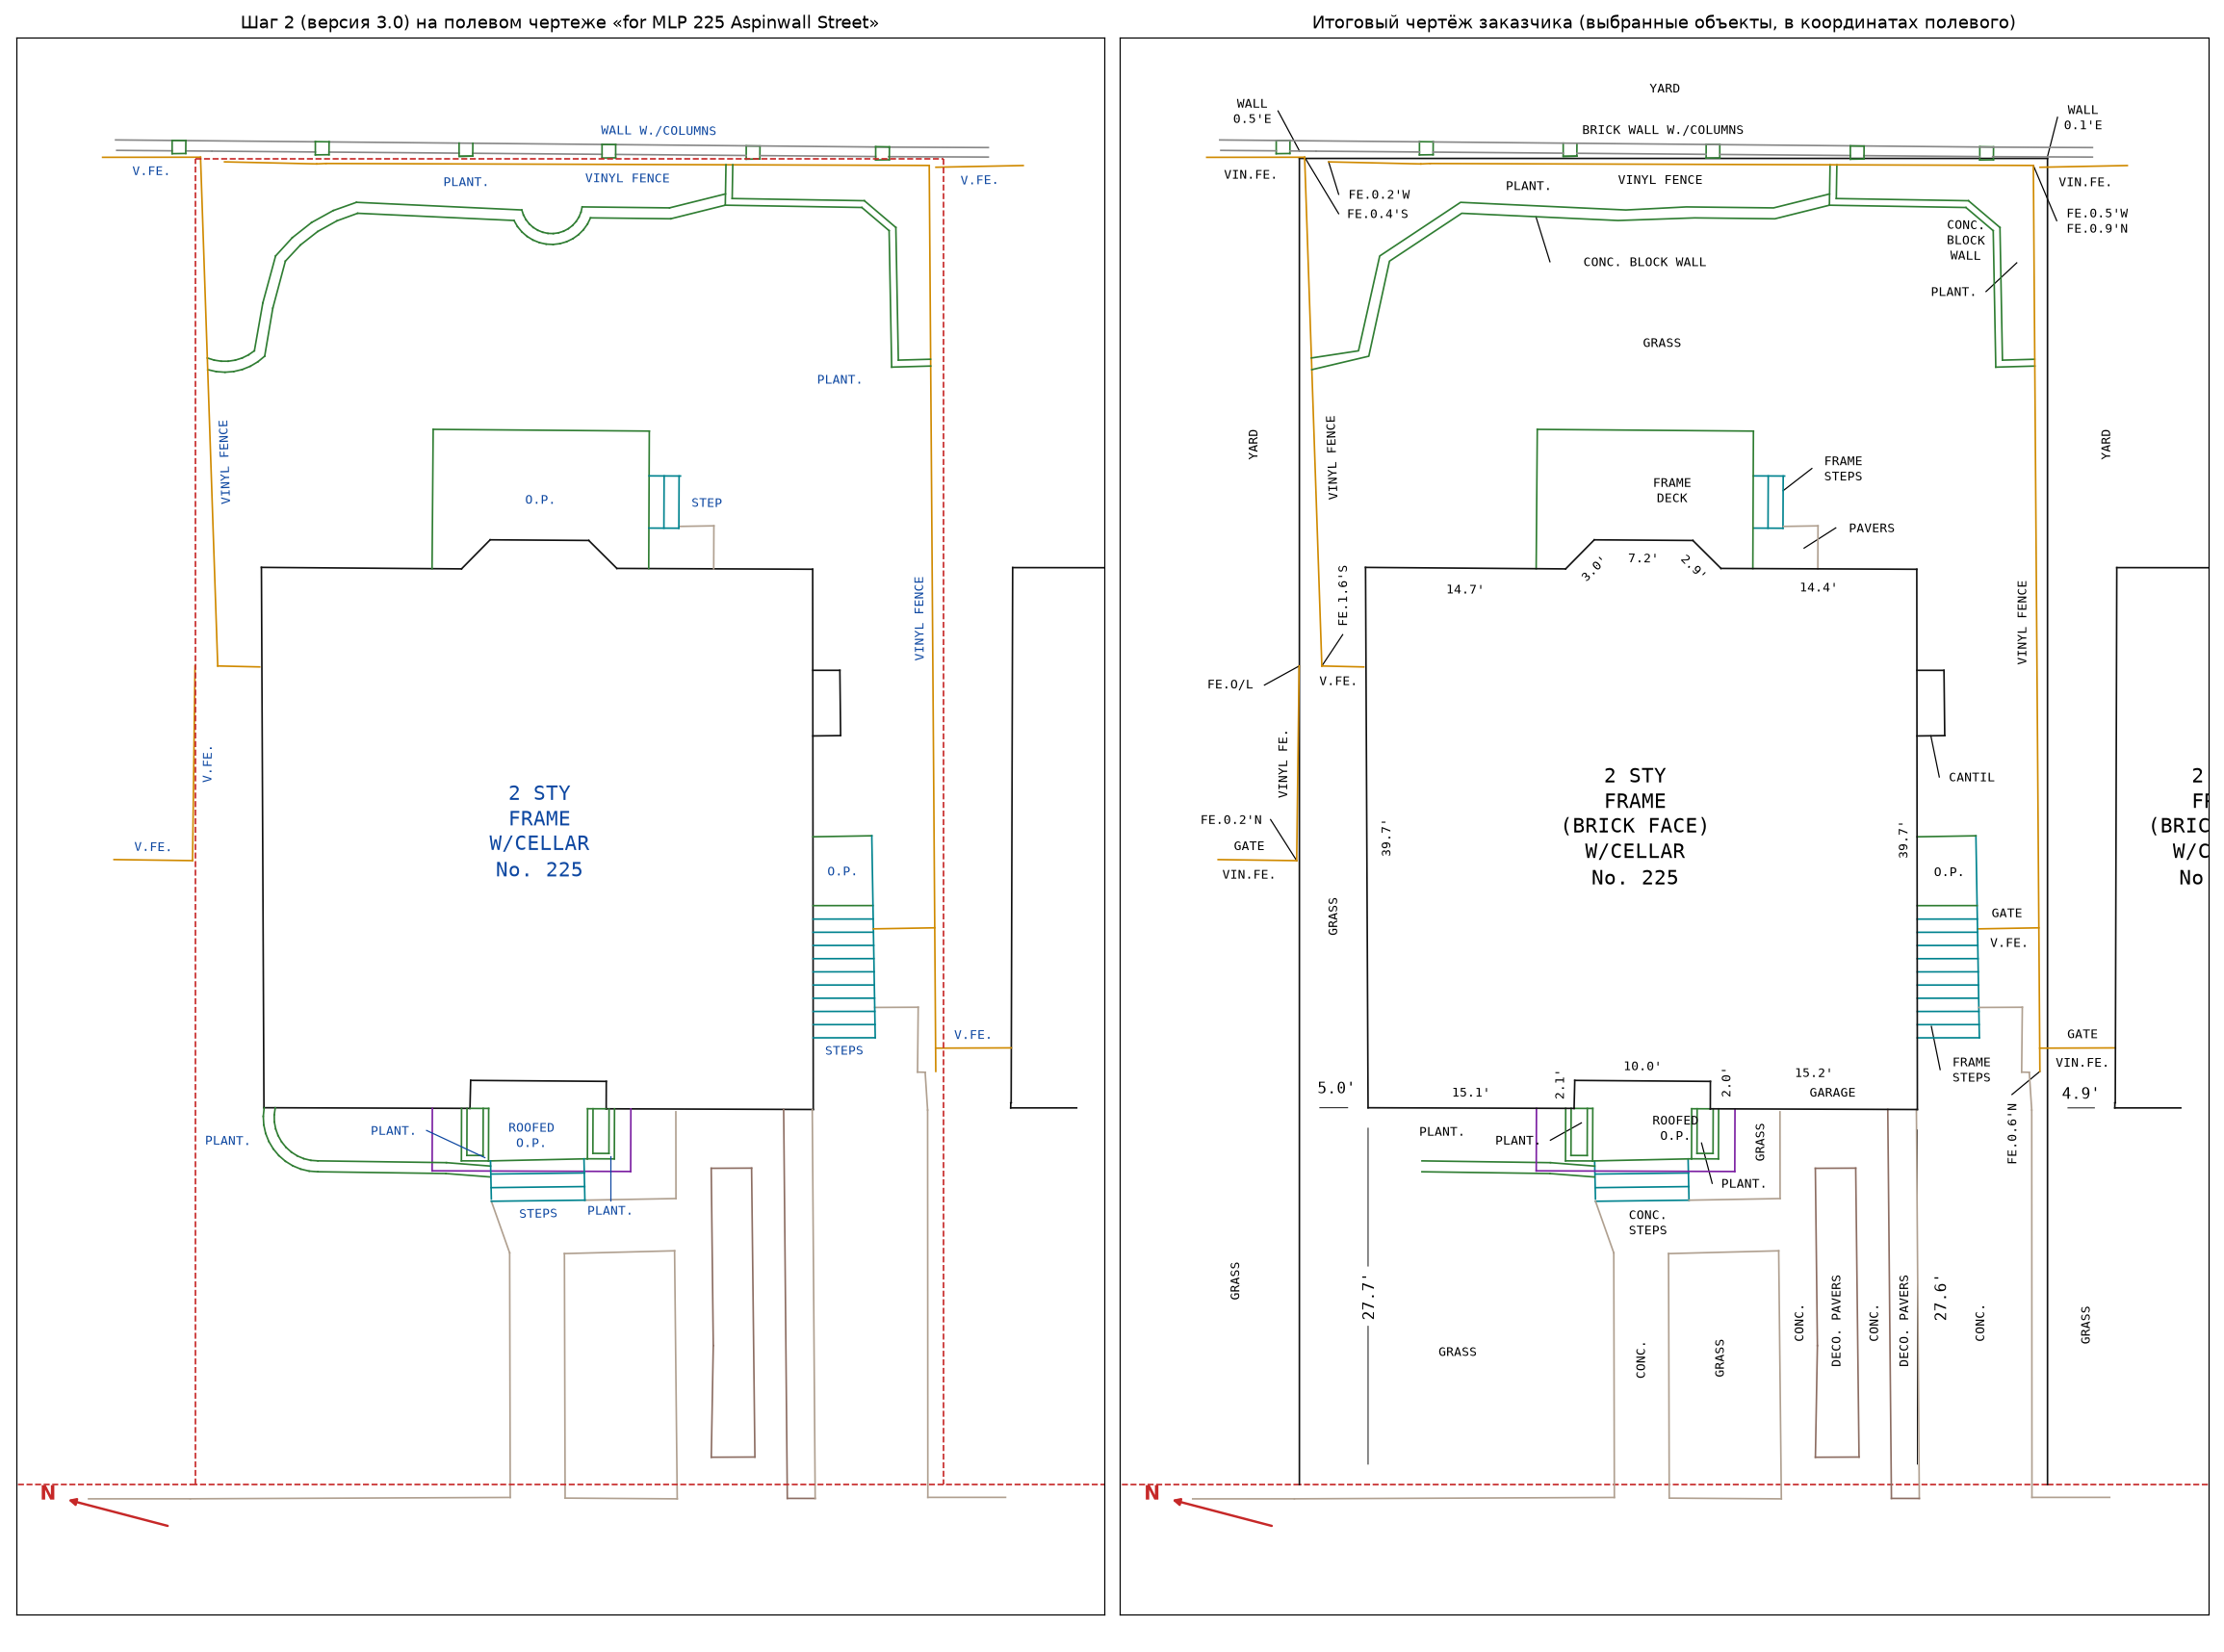 Шаг 2 (версия 3.0) на полевом чертеже «for MLP 225 Aspinwall Street»
WALL W./COLUMNS
V.FE.
PLANT.
VINYL FENCE
V.FE.
PLANT.
VINYL FENCE
O.P.
STEP
VINYL FENCE
V.FE.
V.FE.
2 STY
FRAME
W/CELLAR
No. 225
O.P.
V.FE.
STEPS
PLANT.
PLANT.
ROOFED
O.P.
STEPS
PLANT.
N
Итоговый чертёж заказчика (выбранные объекты, в координатах полевого)
YARD
WALL
0.5'E
WALL
0.1'E
BRICK WALL W./COLUMNS
VIN.FE.
FE.0.2'W
FE.0.4'S
PLANT.
VINYL FENCE
VIN.FE.
FE.0.5'W
FE.0.9'N
CONC.
BLOCK
WALL
CONC. BLOCK WALL
PLANT.
GRASS
YARD
VINYL FENCE
YARD
FRAME
STEPS
FRAME
DECK
PAVERS
3.0'
7.2'
2.9'
14.7'
14.4'
FE.1.6'S
VINYL FENCE
FE.O/L
V.FE.
VINYL FE.
CANTIL
2 STY
FRAME
(BRICK FACE)
W/CELLAR
No. 225
2
F
(BRIC
W/C
No
39.7'
39.7'
FE.0.2'N
GATE
VIN.FE.
O.P.
GRASS
GATE
V.FE.
GATE
VIN.FE.
FRAME
STEPS
5.0'
4.9'
15.1'
2.1'
10.0'
2.0'
15.2'
GARAGE
FE.0.6'N
PLANT.
PLANT.
ROOFED
O.P.
GRASS
PLANT.
CONC.
STEPS
GRASS
27.7'
27.6'
GRASS
CONC.
GRASS
CONC.
DECO. PAVERS
CONC.
DECO. PAVERS
CONC.
GRASS
N